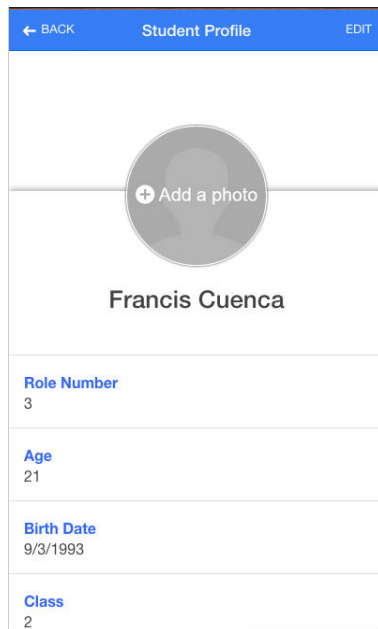 ← BACK Student Profile EDIT
Add a photo
Francis Cuenca
Role Number
3
Age
21
Birth Date
9/3/1993
Class
2